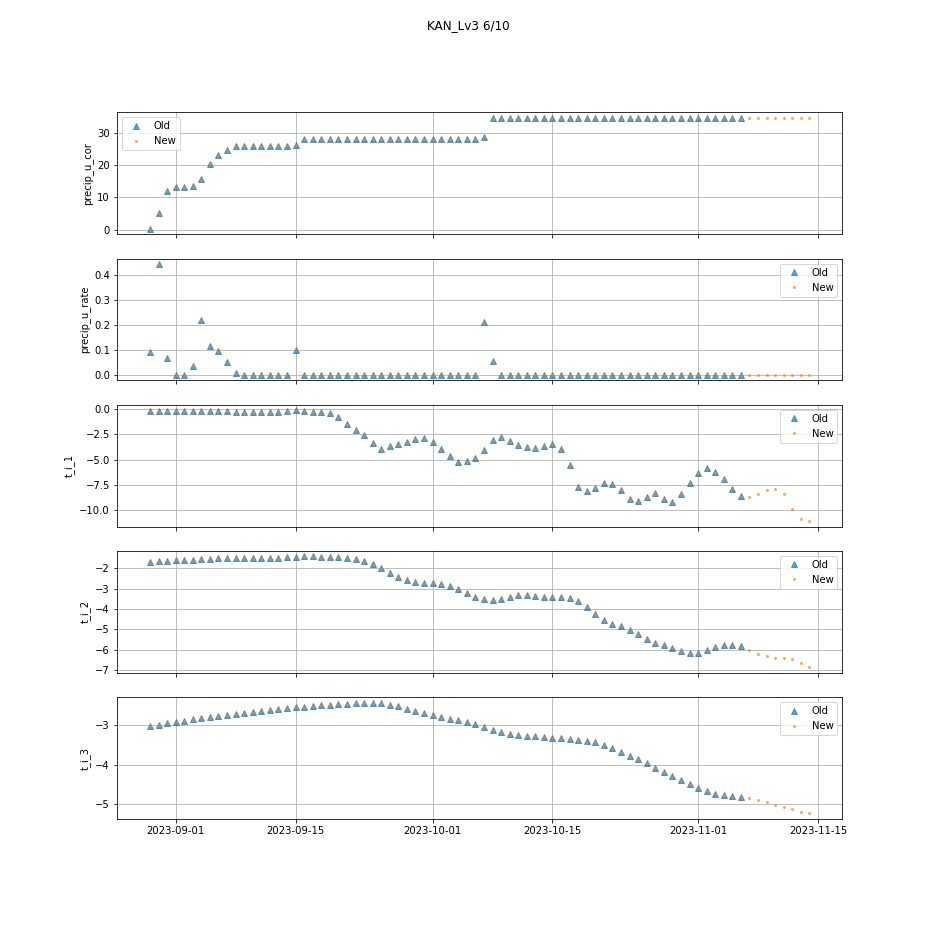 KAN_Lv3 6/10
precip_u_cor
30
20
10
0
Old
New
precip_u_rate
0.4
0.3
0.2
0.1
0.0
Old
New
t_i_1
0.0
−2.5
−5.0
−7.5
−10.0
Old
New
t_i_2
−2
−3
−4
−5
−6
−7
Old
New
t_i_3
−3
−4
−5
Old
New
2023-09-01 2023-09-15 2023-10-01 2023-10-15 2023-11-01 2023-11-15